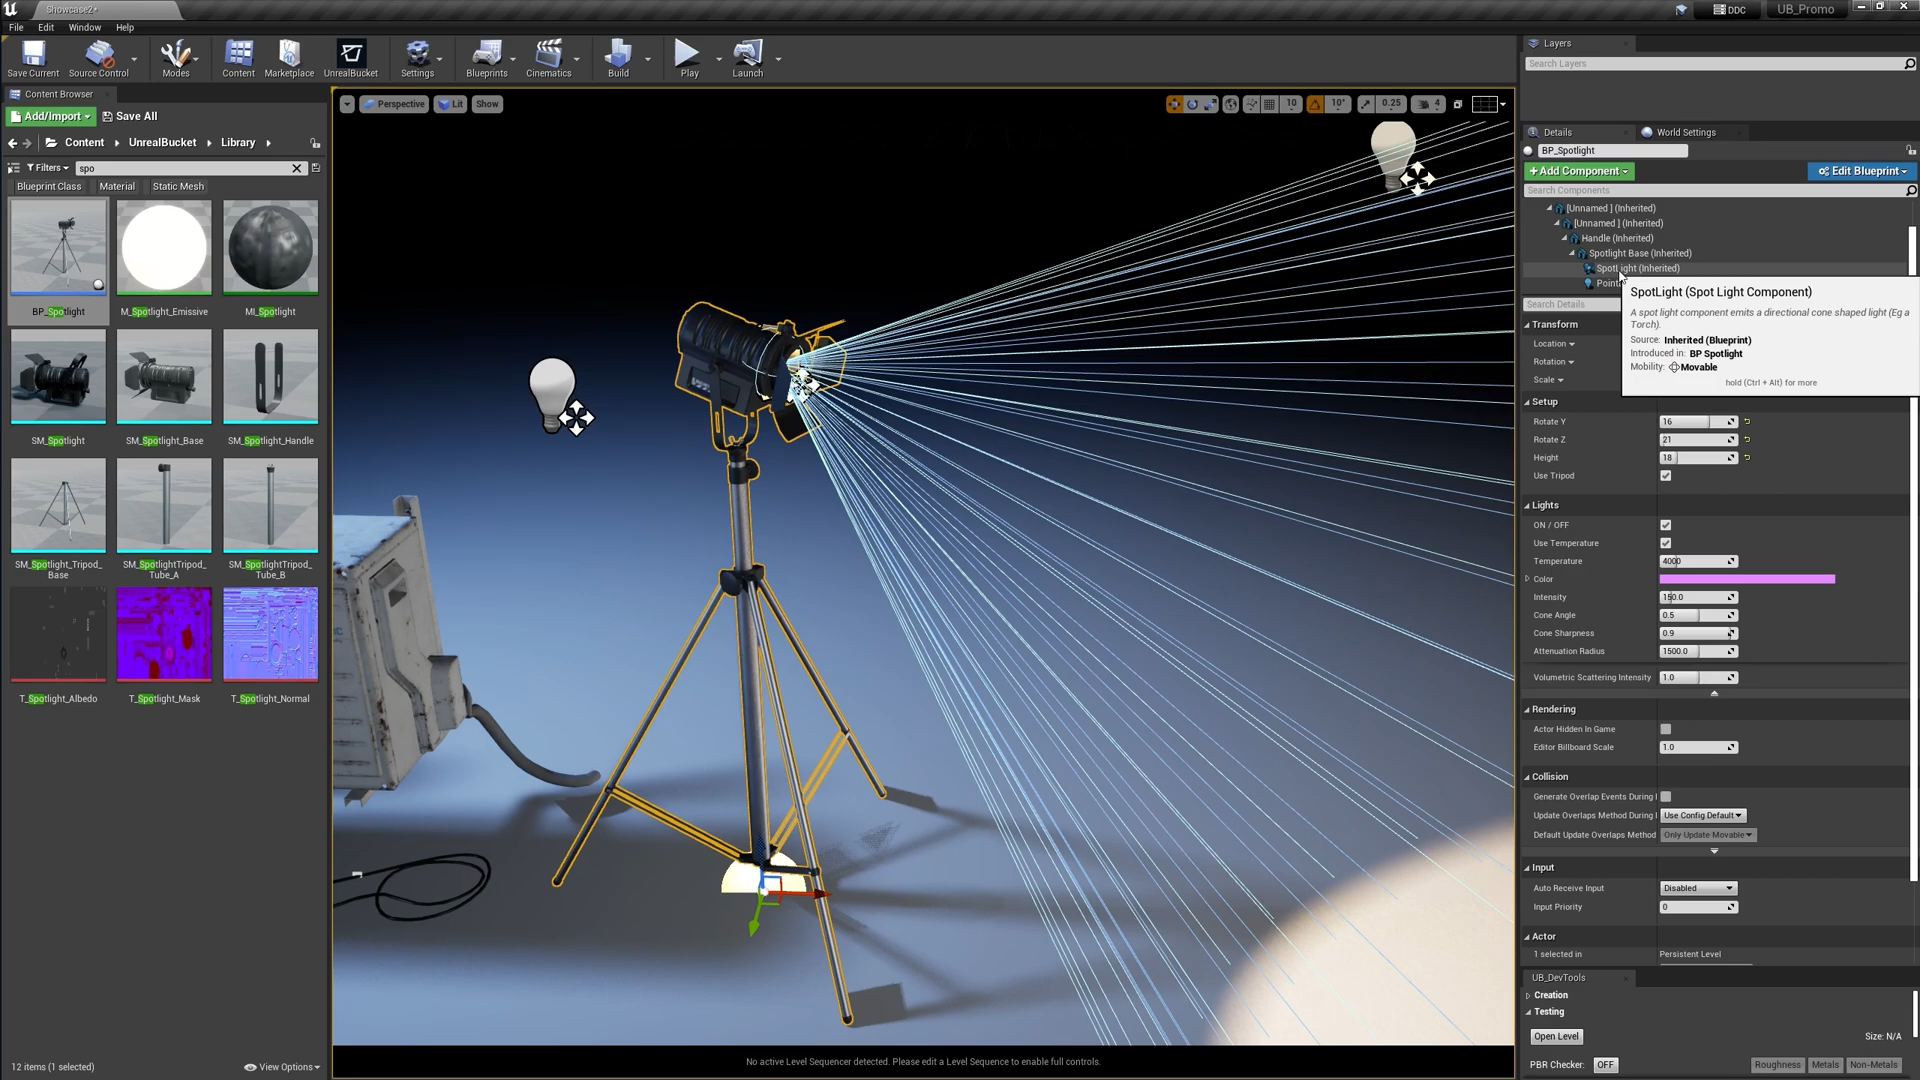 Showcase2*
DDC
UB_Promo
File Edit Window Help
Save Current
Source Control
Modes
Content
Marketplace
UnrealBucket
Settings
Blueprints
Cinematics
Build
Play
Launch
Content Browser
Add/Import
Save All
Content UnrealBucket Library
Filters
spo
Blueprint Class
Material
Static Mesh
BP_Spotlight
M_Spotlight_Emissive
MI_Spotlight
SM_Spotlight
SM_Spotlight_Base
SM_Spotlight_Handle
SM_Spotlight_Tripod_
Base
SM_SpotlightTripod_
Tube_A
SM_SpotlightTripod_
Tube_B
T_Spotlight_Albedo
T_Spotlight_Mask
T_Spotlight_Normal
12 items (1 selected)
View Options
Perspective
Lit
Show
10
10°
0.25
4
No active Level Sequencer detected. Please edit a Level Sequence to enable full controls.
Layers
Search Layers
Details
World Settings
BP_Spotlight
+Add Component
Edit Blueprint
Search Components
[Unnamed ] (Inherited)
[Unnamed ] (Inherited)
Handle (Inherited)
Spotlight Base (Inherited)
SpotLight (Inherited)
Point
SpotLight (Spot Light Component)
A spot light component emits a directional cone shaped light (Eg a
Torch).
Source: Inherited (Blueprint)
Introduced in: BP Spotlight
Mobility: Movable
hold (Ctrl + Alt) for more
Search Details
Transform
Location
Rotation
Scale
Setup
Rotate Y 16
Rotate Z 21
Height 18
Use Tripod
Lights
ON / OFF
Use Temperature
Temperature 4000
Color
Intensity 150.0
Cone Angle 0.5
Cone Sharpness 0.9
Attenuation Radius 1500.0
Volumetric Scattering Intensity 1.0
Rendering
Actor Hidden In Game
Editor Billboard Scale 1.0
Collision
Generate Overlap Events During
Update Overlaps Method During Use Config Default
Default Update Overlaps Method Only Update Movable
Input
Auto Receive Input Disabled
Input Priority 0
Actor
1 selected in Persistent Level
UB_DevTools
Creation
Testing
Open Level
Size: N/A
PBR Checker: OFF
Roughness
Metals
Non-Metals